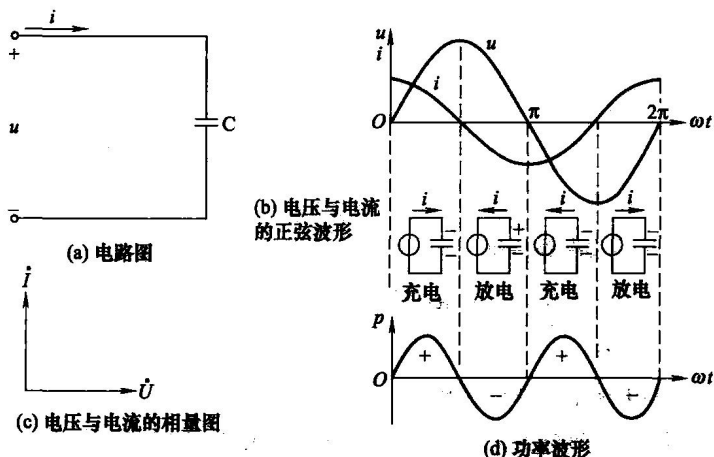 i
+
u
−
C
(a) 电路图
İ
U̇
(c) 电压与电流的相量图
u
i
u
i
O
π
2π
ωt
(b) 电压与电流
的正弦波形
i
i
i
i
+
充电
放电
充电
放电
p
+
+
O
−
−
ωt
(d) 功率波形